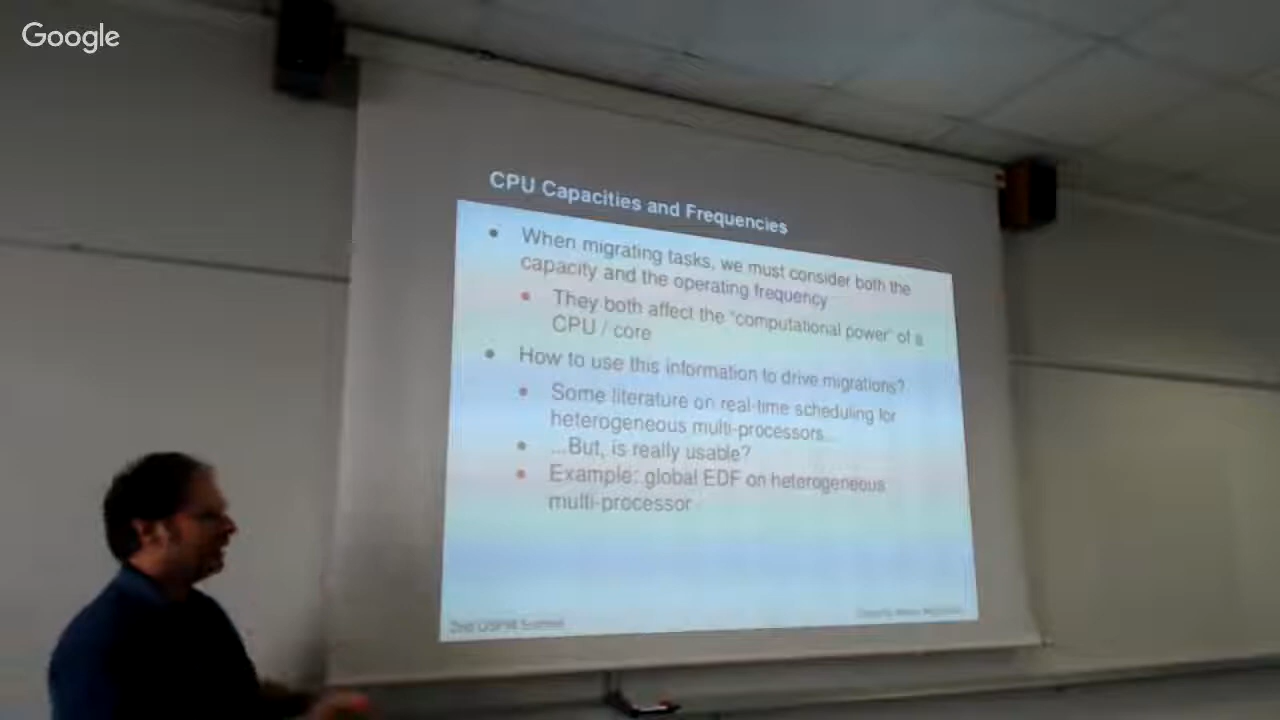 Google
CPU Capacities and Frequencies
When migrating tasks, we must consider both the
capacity and the operating frequency
They both affect the "computational power" of a
CPU / core
How to use this information to drive migrations?
Some literature on real-time scheduling for
heterogeneous multi-processors...
...But, is really usable?
Example: global EDF on heterogeneous
multi-processor
2nd Summit